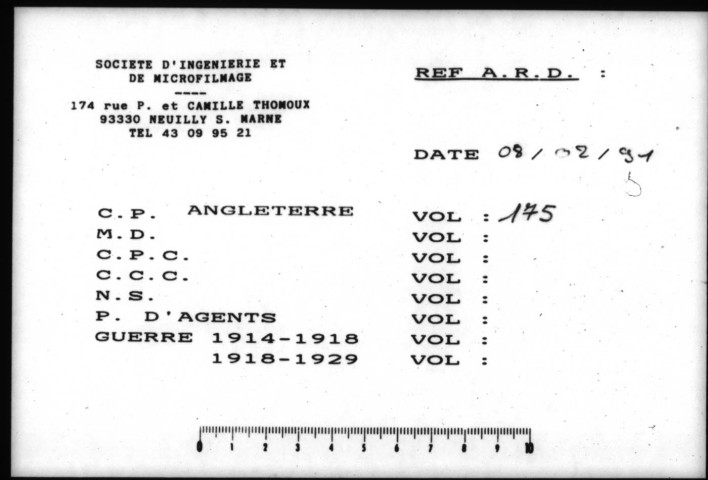 SOCIETE D'INGENIERIE ET
DE MICROFILMAGE
----
174 rue P. et CAMILLE THOMOUX
93330 NEUILLY S. MARNE
TEL 43 09 95 21
REF A.R.D. :
DATE 08/02/91
5
C.P. ANGLETERRE VOL : 175
M.D. VOL :
C.P.C. VOL :
C.C.C. VOL :
N.S. VOL :
P. D'AGENTS VOL :
GUERRE 1914-1918 VOL :
1918-1929 VOL :
0 1 2 3 4 5 6 7 8 9 10